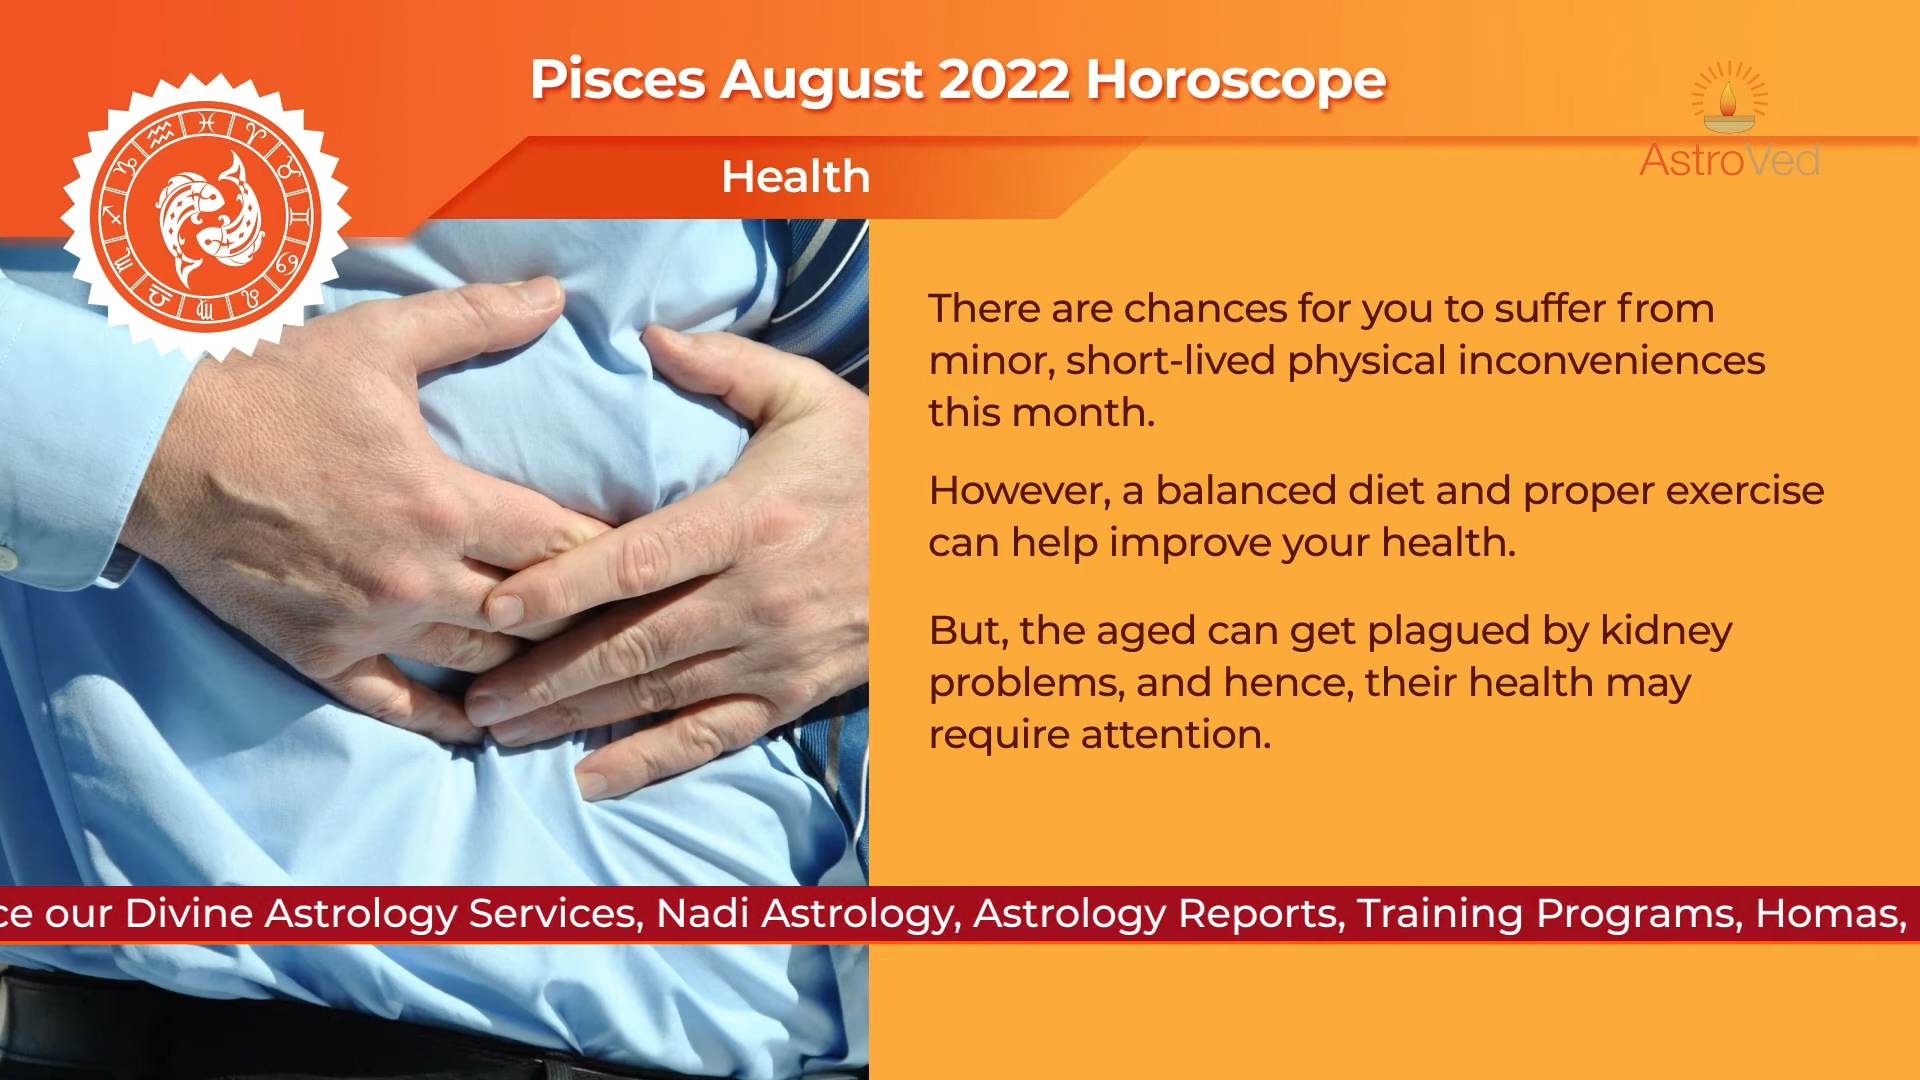 Pisces August 2022 Horoscope
AstroVed
Health
There are chances for you to suffer from
minor, short-lived physical inconveniences
this month.
However, a balanced diet and proper exercise
can help improve your health.
But, the aged can get plagued by kidney
problems, and hence, their health may
require attention.
our Divine Astrology Services, Nadi Astrology, Astrology Reports, Training Programs, Homas,